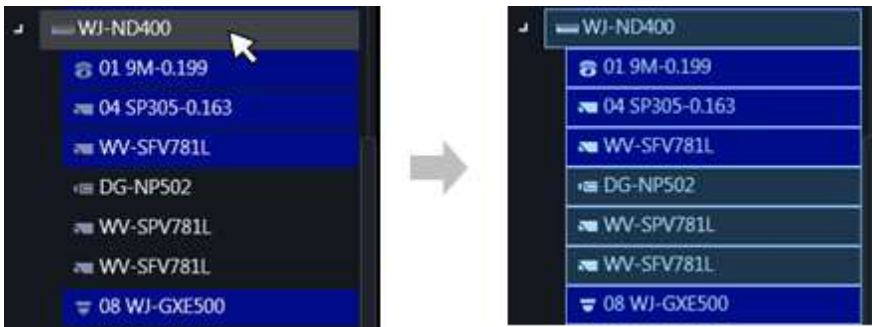 WJ-ND400
01 9M-0.199
04 SP305-0.163
WV-SFV781L
DG-NP502
WV-SPV781L
WV-SFV781L
08 WJ-GXE500
WJ-ND400
01 9M-0.199
04 SP305-0.163
WV-SFV781L
DG-NP502
WV-SPV781L
WV-SFV781L
08 WJ-GXE500